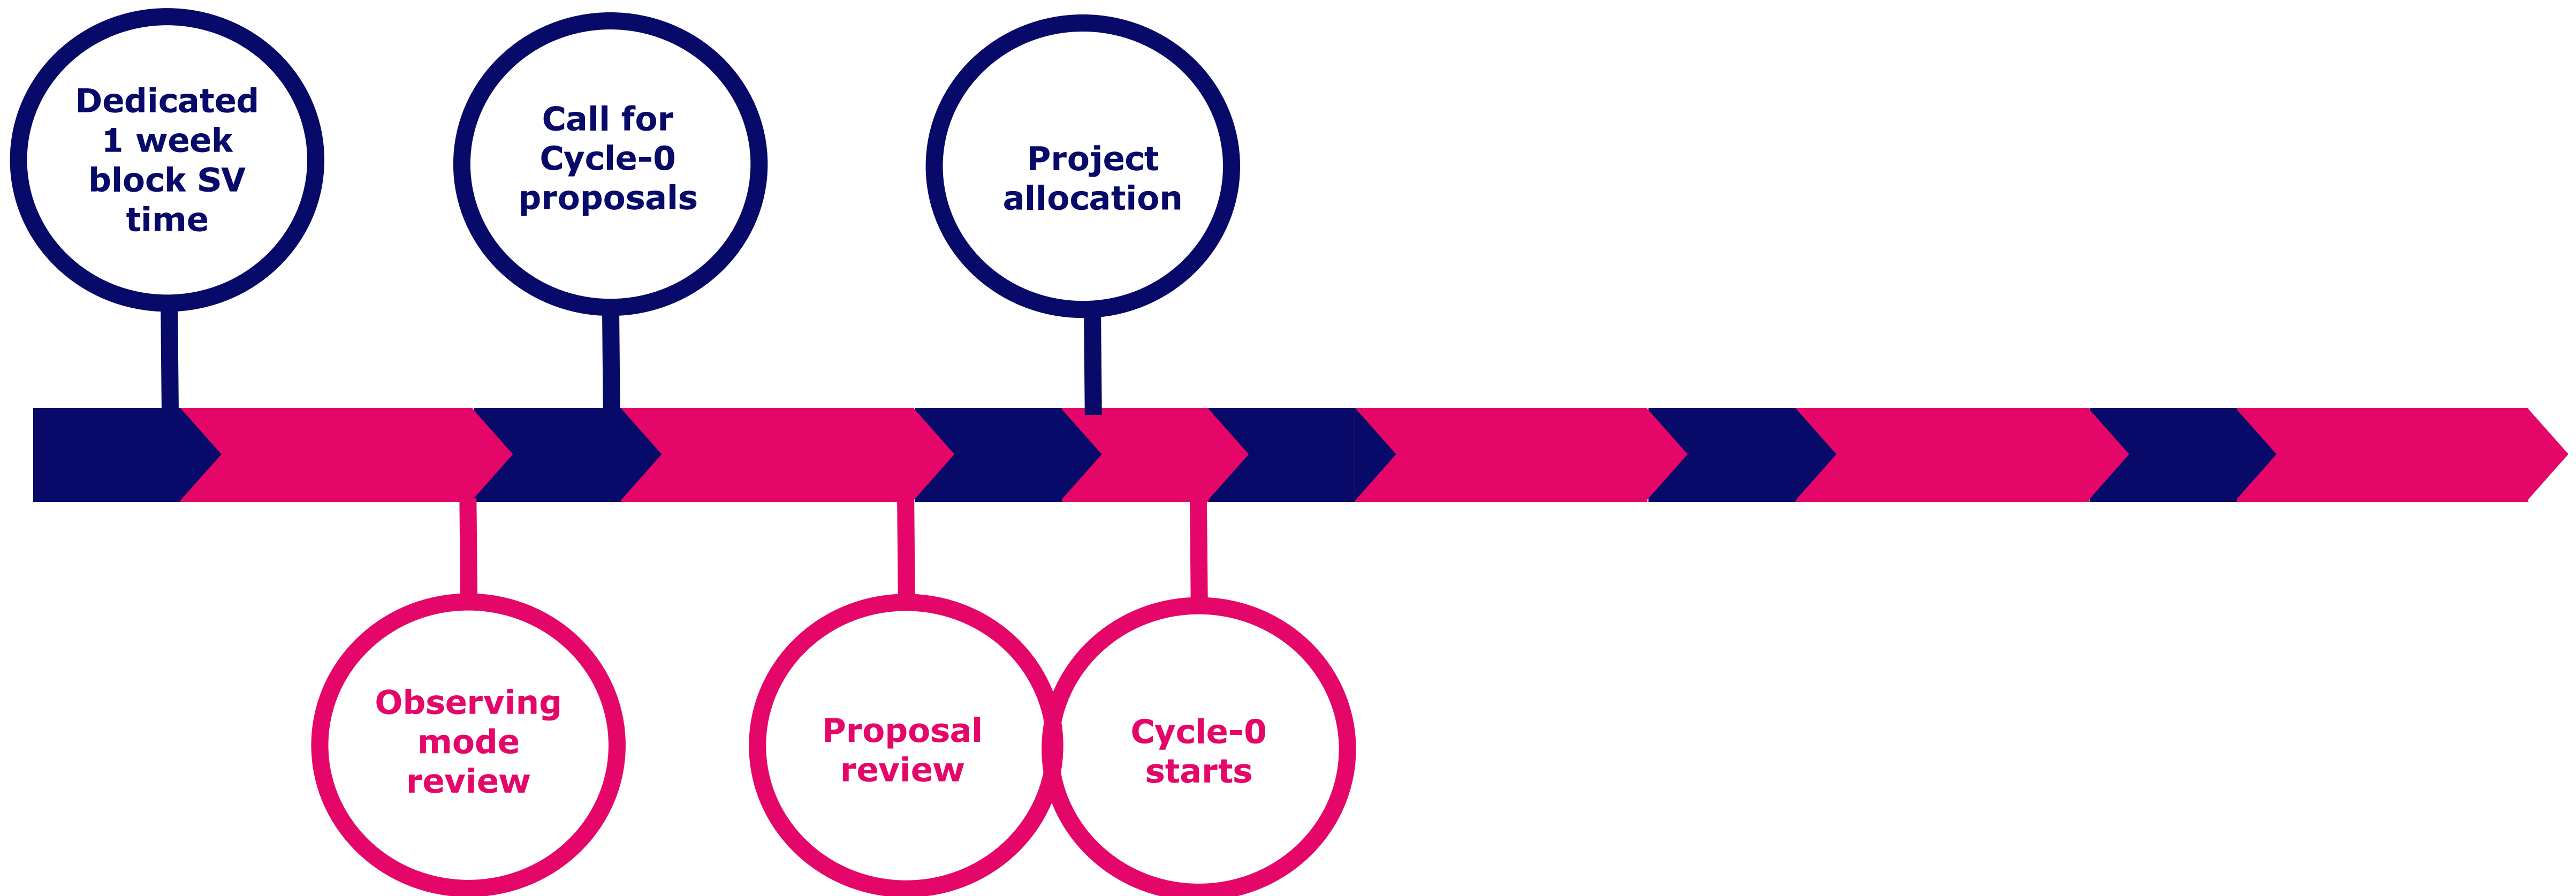 Dedicated
1 week
block SV
time
Call for
Cycle-0
proposals
Project
allocation
Observing
mode
review
Proposal
review
Cycle-0
starts